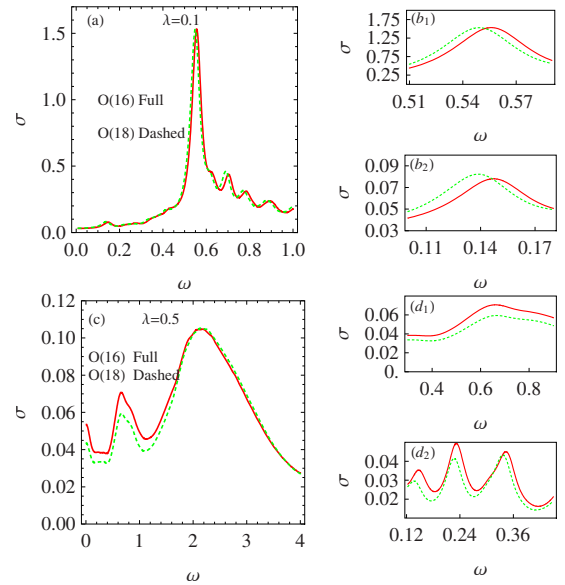 (a)
λ=0.1
O(16) Full
O(18) Dashed
σ
1.5
1.0
0.5
0.0
0.0 0.2 0.4 0.6 0.8 1.0
ω
(b1)
σ
1.75
1.25
0.75
0.25
0.51 0.54 0.57
ω
(b2)
σ
0.09
0.07
0.05
0.03
0.11 0.14 0.17
ω
(c)
λ=0.5
O(16) Full
O(18) Dashed
σ
0.12
0.10
0.08
0.06
0.04
0.02
0.00
0 1 2 3 4
ω
(d1)
σ
0.06
0.04
0.02
0.
0.4 0.6 0.8
ω
(d2)
σ
0.04
0.03
0.02
0.12 0.24 0.36
ω